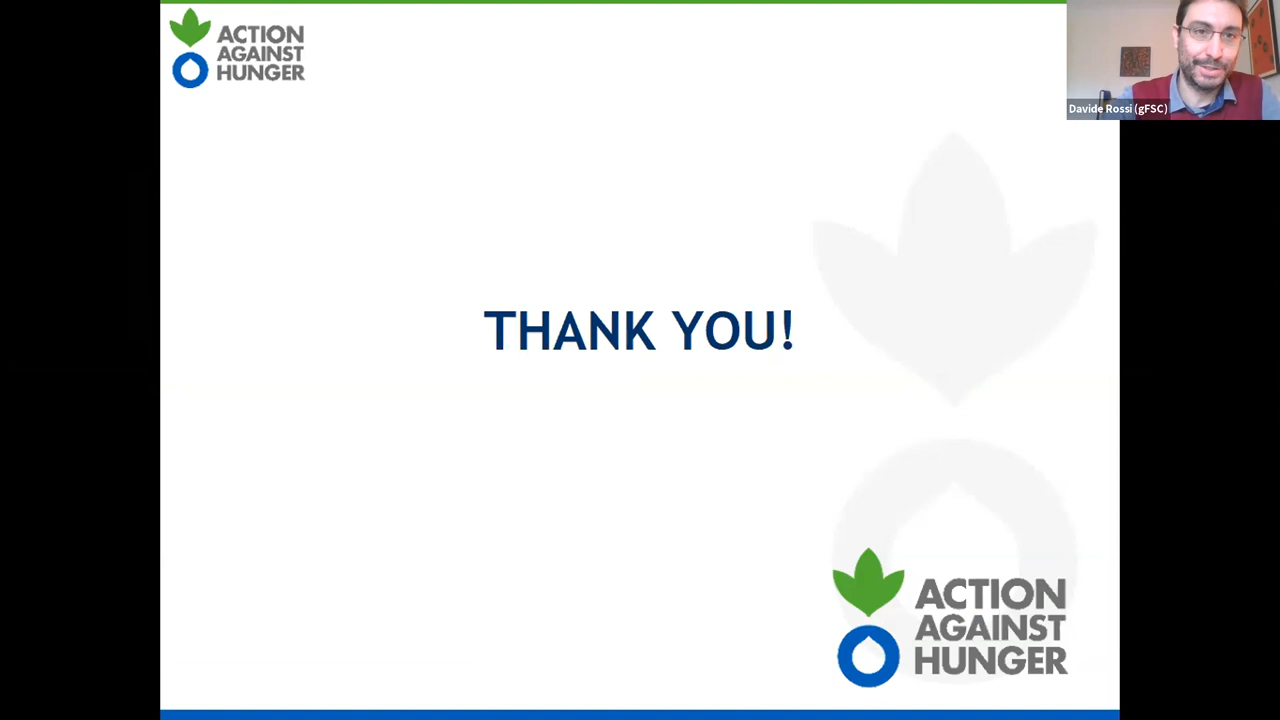 ACTION
AGAINST
HUNGER
Davide Rossi (gFSC)
THANK YOU!
ACTION
AGAINST
HUNGER